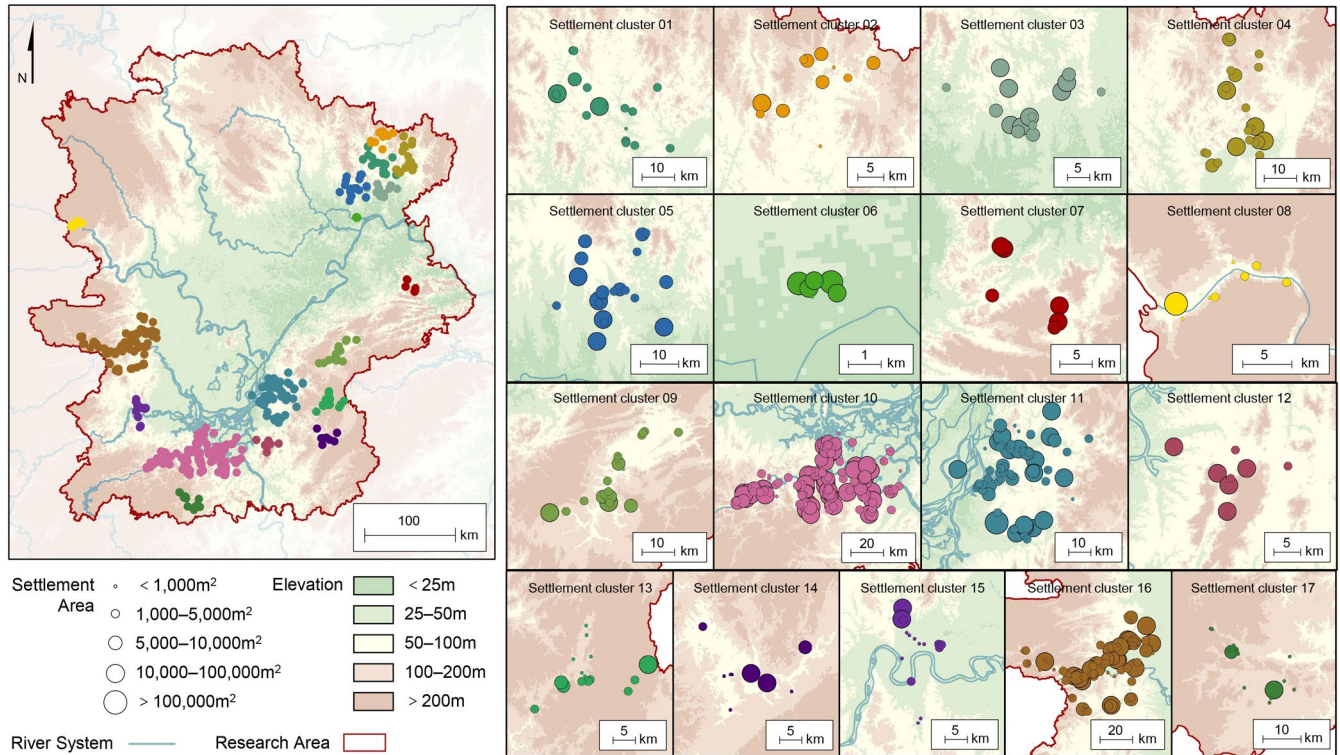 N
100
km
Settlement cluster 01
10
km
Settlement cluster 02
5
km
Settlement cluster 03
10
km
Settlement cluster 04
10
km
Settlement cluster 05
10
km
Settlement cluster 06
1
km
Settlement cluster 07
5
km
Settlement cluster 08
5
km
Settlement cluster 09
10
km
Settlement cluster 10
20
km
Settlement cluster 11
10
km
Settlement cluster 12
5
km
Settlement cluster 13
5
km
Settlement cluster 14
5
km
Settlement cluster 15
5
km
Settlement cluster 16
20
km
Settlement cluster 17
10
km
Settlement
Area
< 1,000m²
1,000–5,000m²
5,000–10,000m²
10,000–100,000m²
> 100,000m²
Elevation
< 25m
25–50m
50–100m
100–200m
> 200m
River System
Research Area